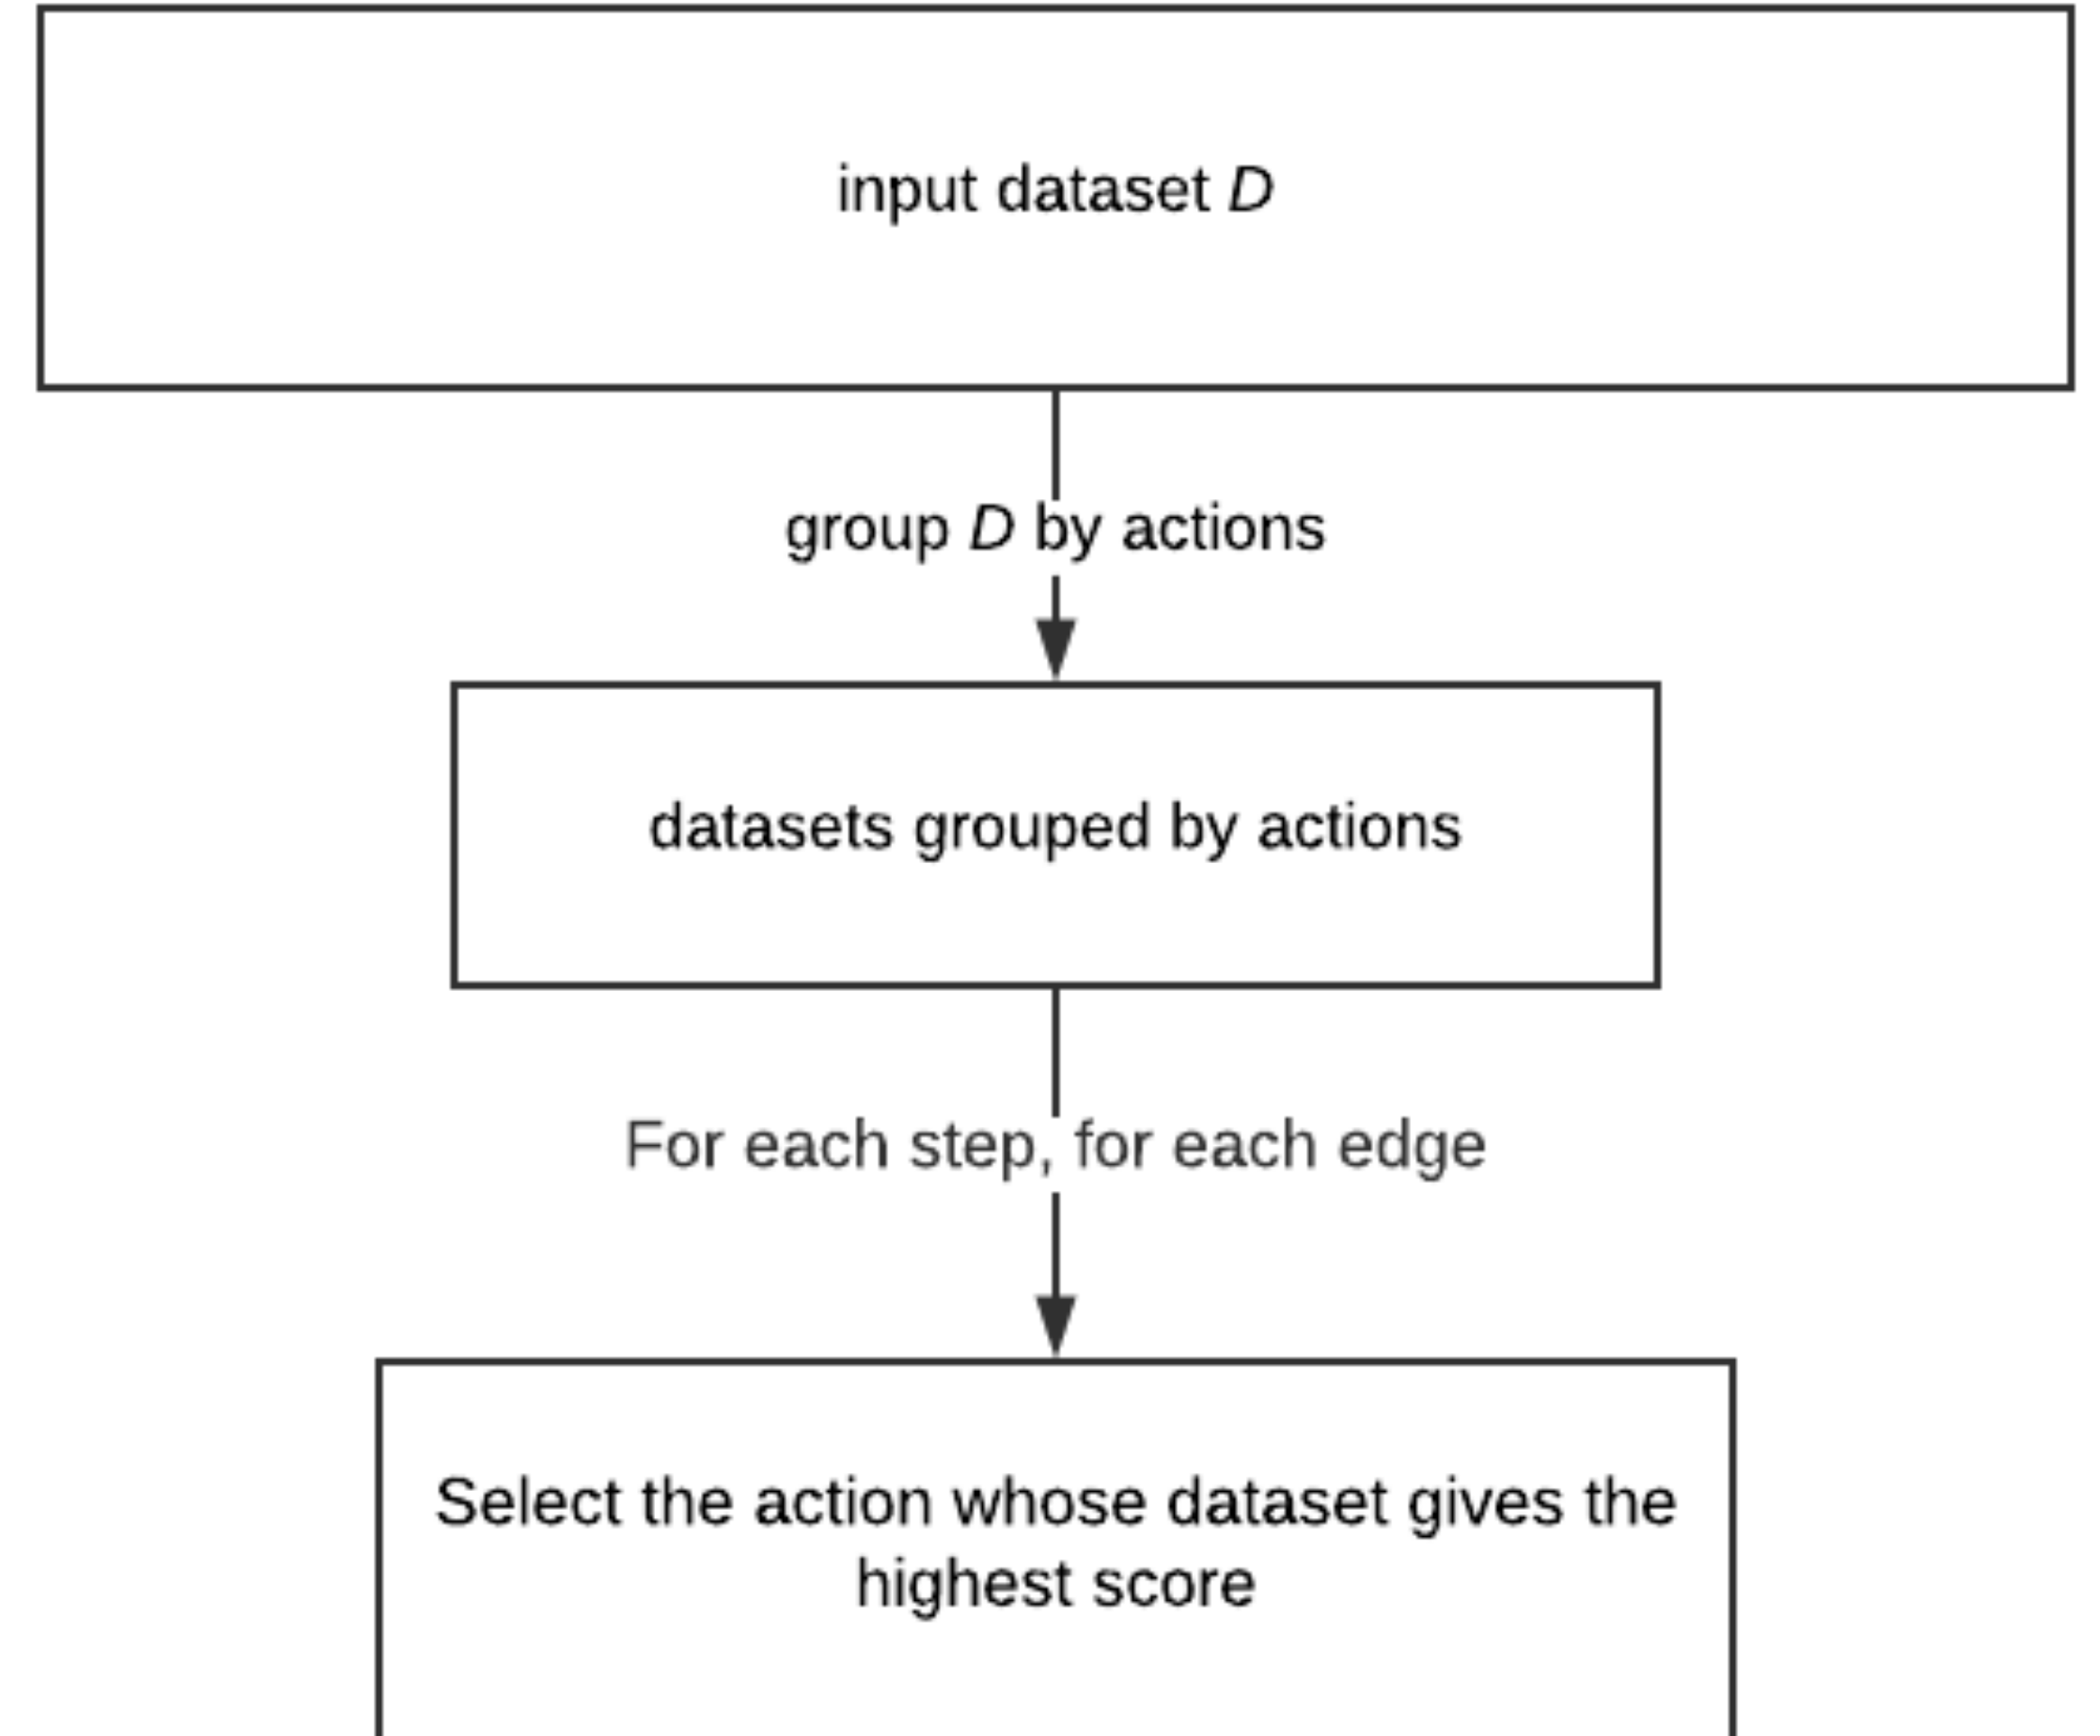 input dataset D
group D by actions
datasets grouped by actions
For each step, for each edge
Select the action whose dataset gives the
highest score